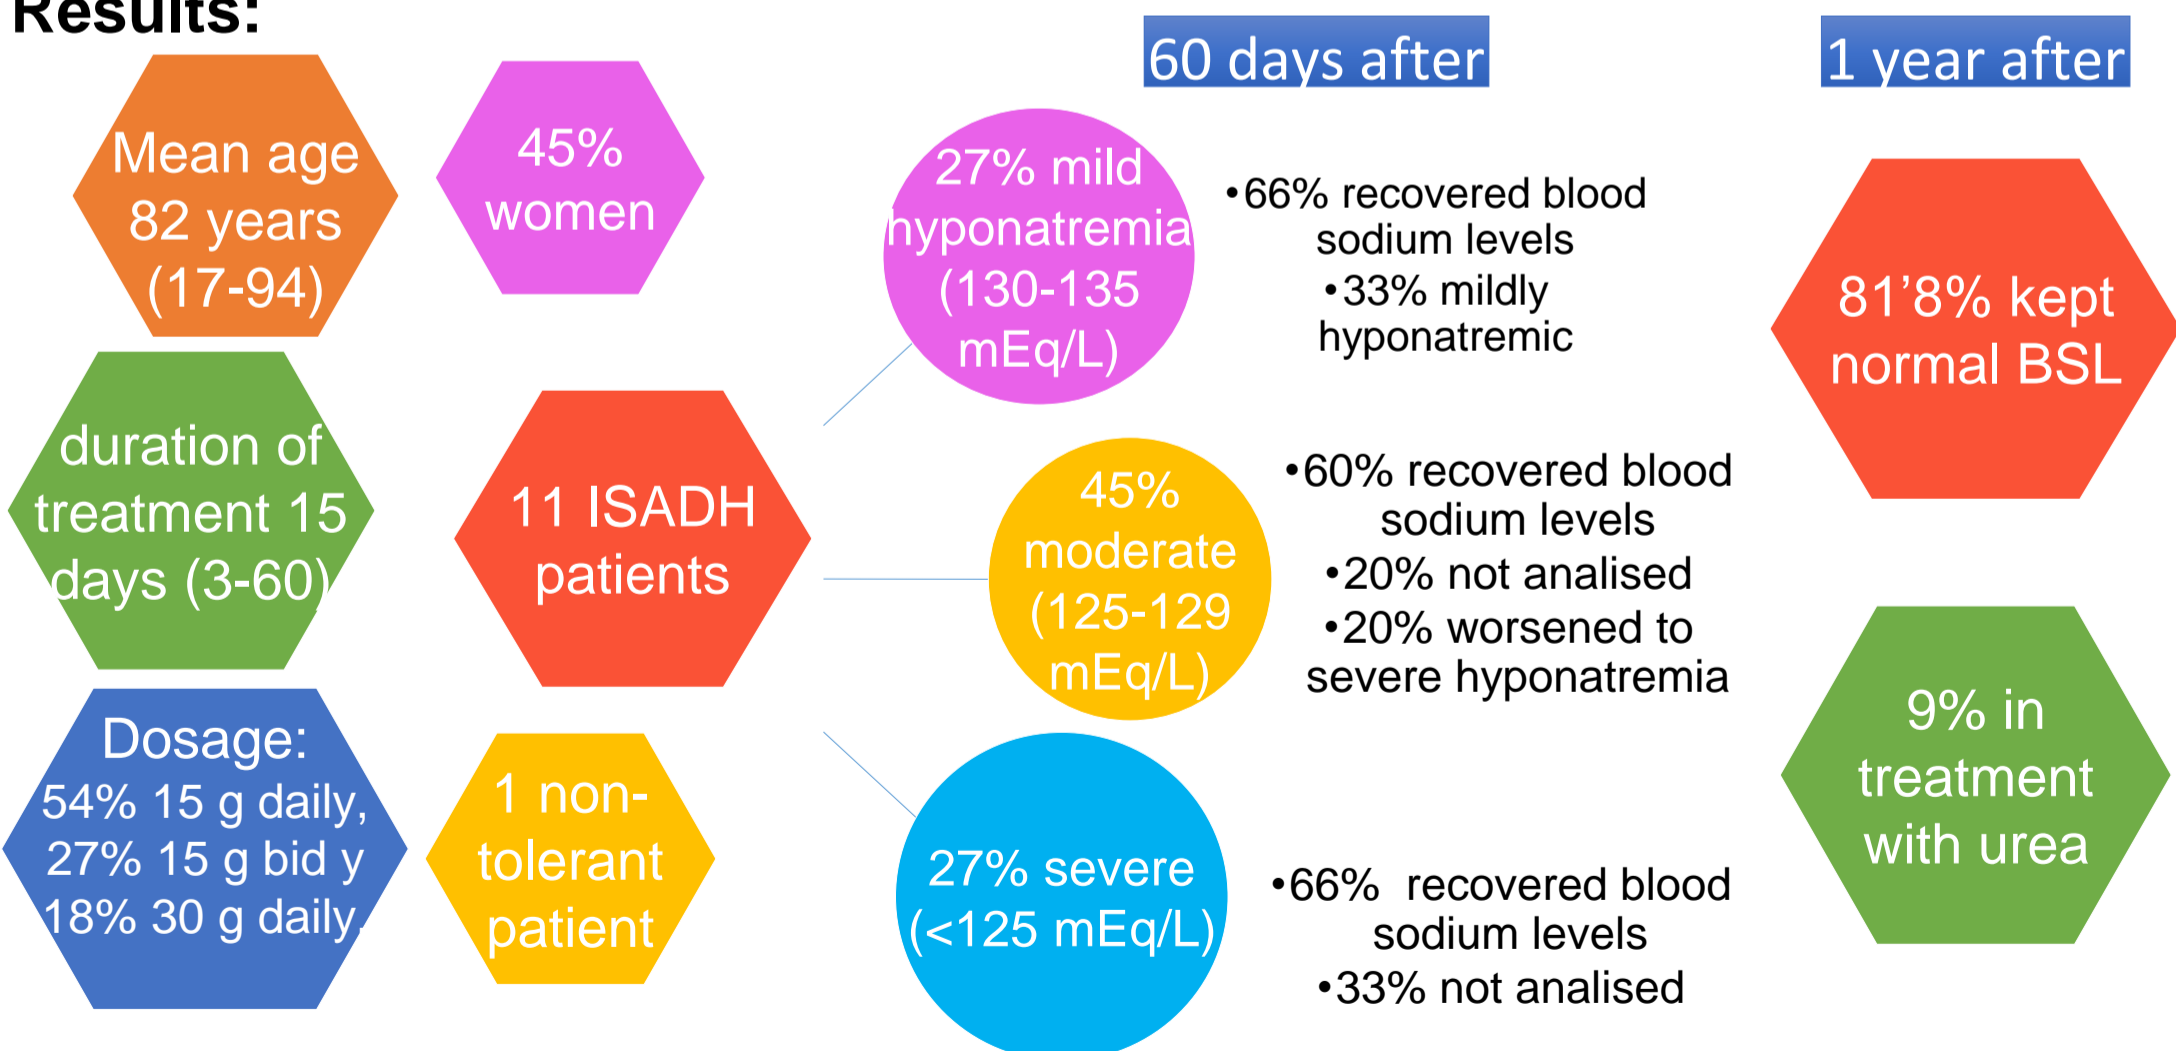 Results:
Mean age
82 years
(17-94)
45%
women
duration of
treatment 15
days (3-60)
11 ISADH
patients
Dosage:
54% 15 g daily,
27% 15 g bid y
18% 30 g daily.
1 non-
tolerant
patient
60 days after
27% mild
hyponatremia
(130-135
mEq/L)
•66% recovered blood
sodium levels
•33% mildly
hyponatremic
45%
moderate
(125-129
mEq/L)
•60% recovered blood
sodium levels
•20% not analised
•20% worsened to
severe hyponatremia
27% severe
(<125 mEq/L)
•66% recovered blood
sodium levels
•33% not analised
1 year after
81’8% kept
normal BSL
9% in
treatment
with urea